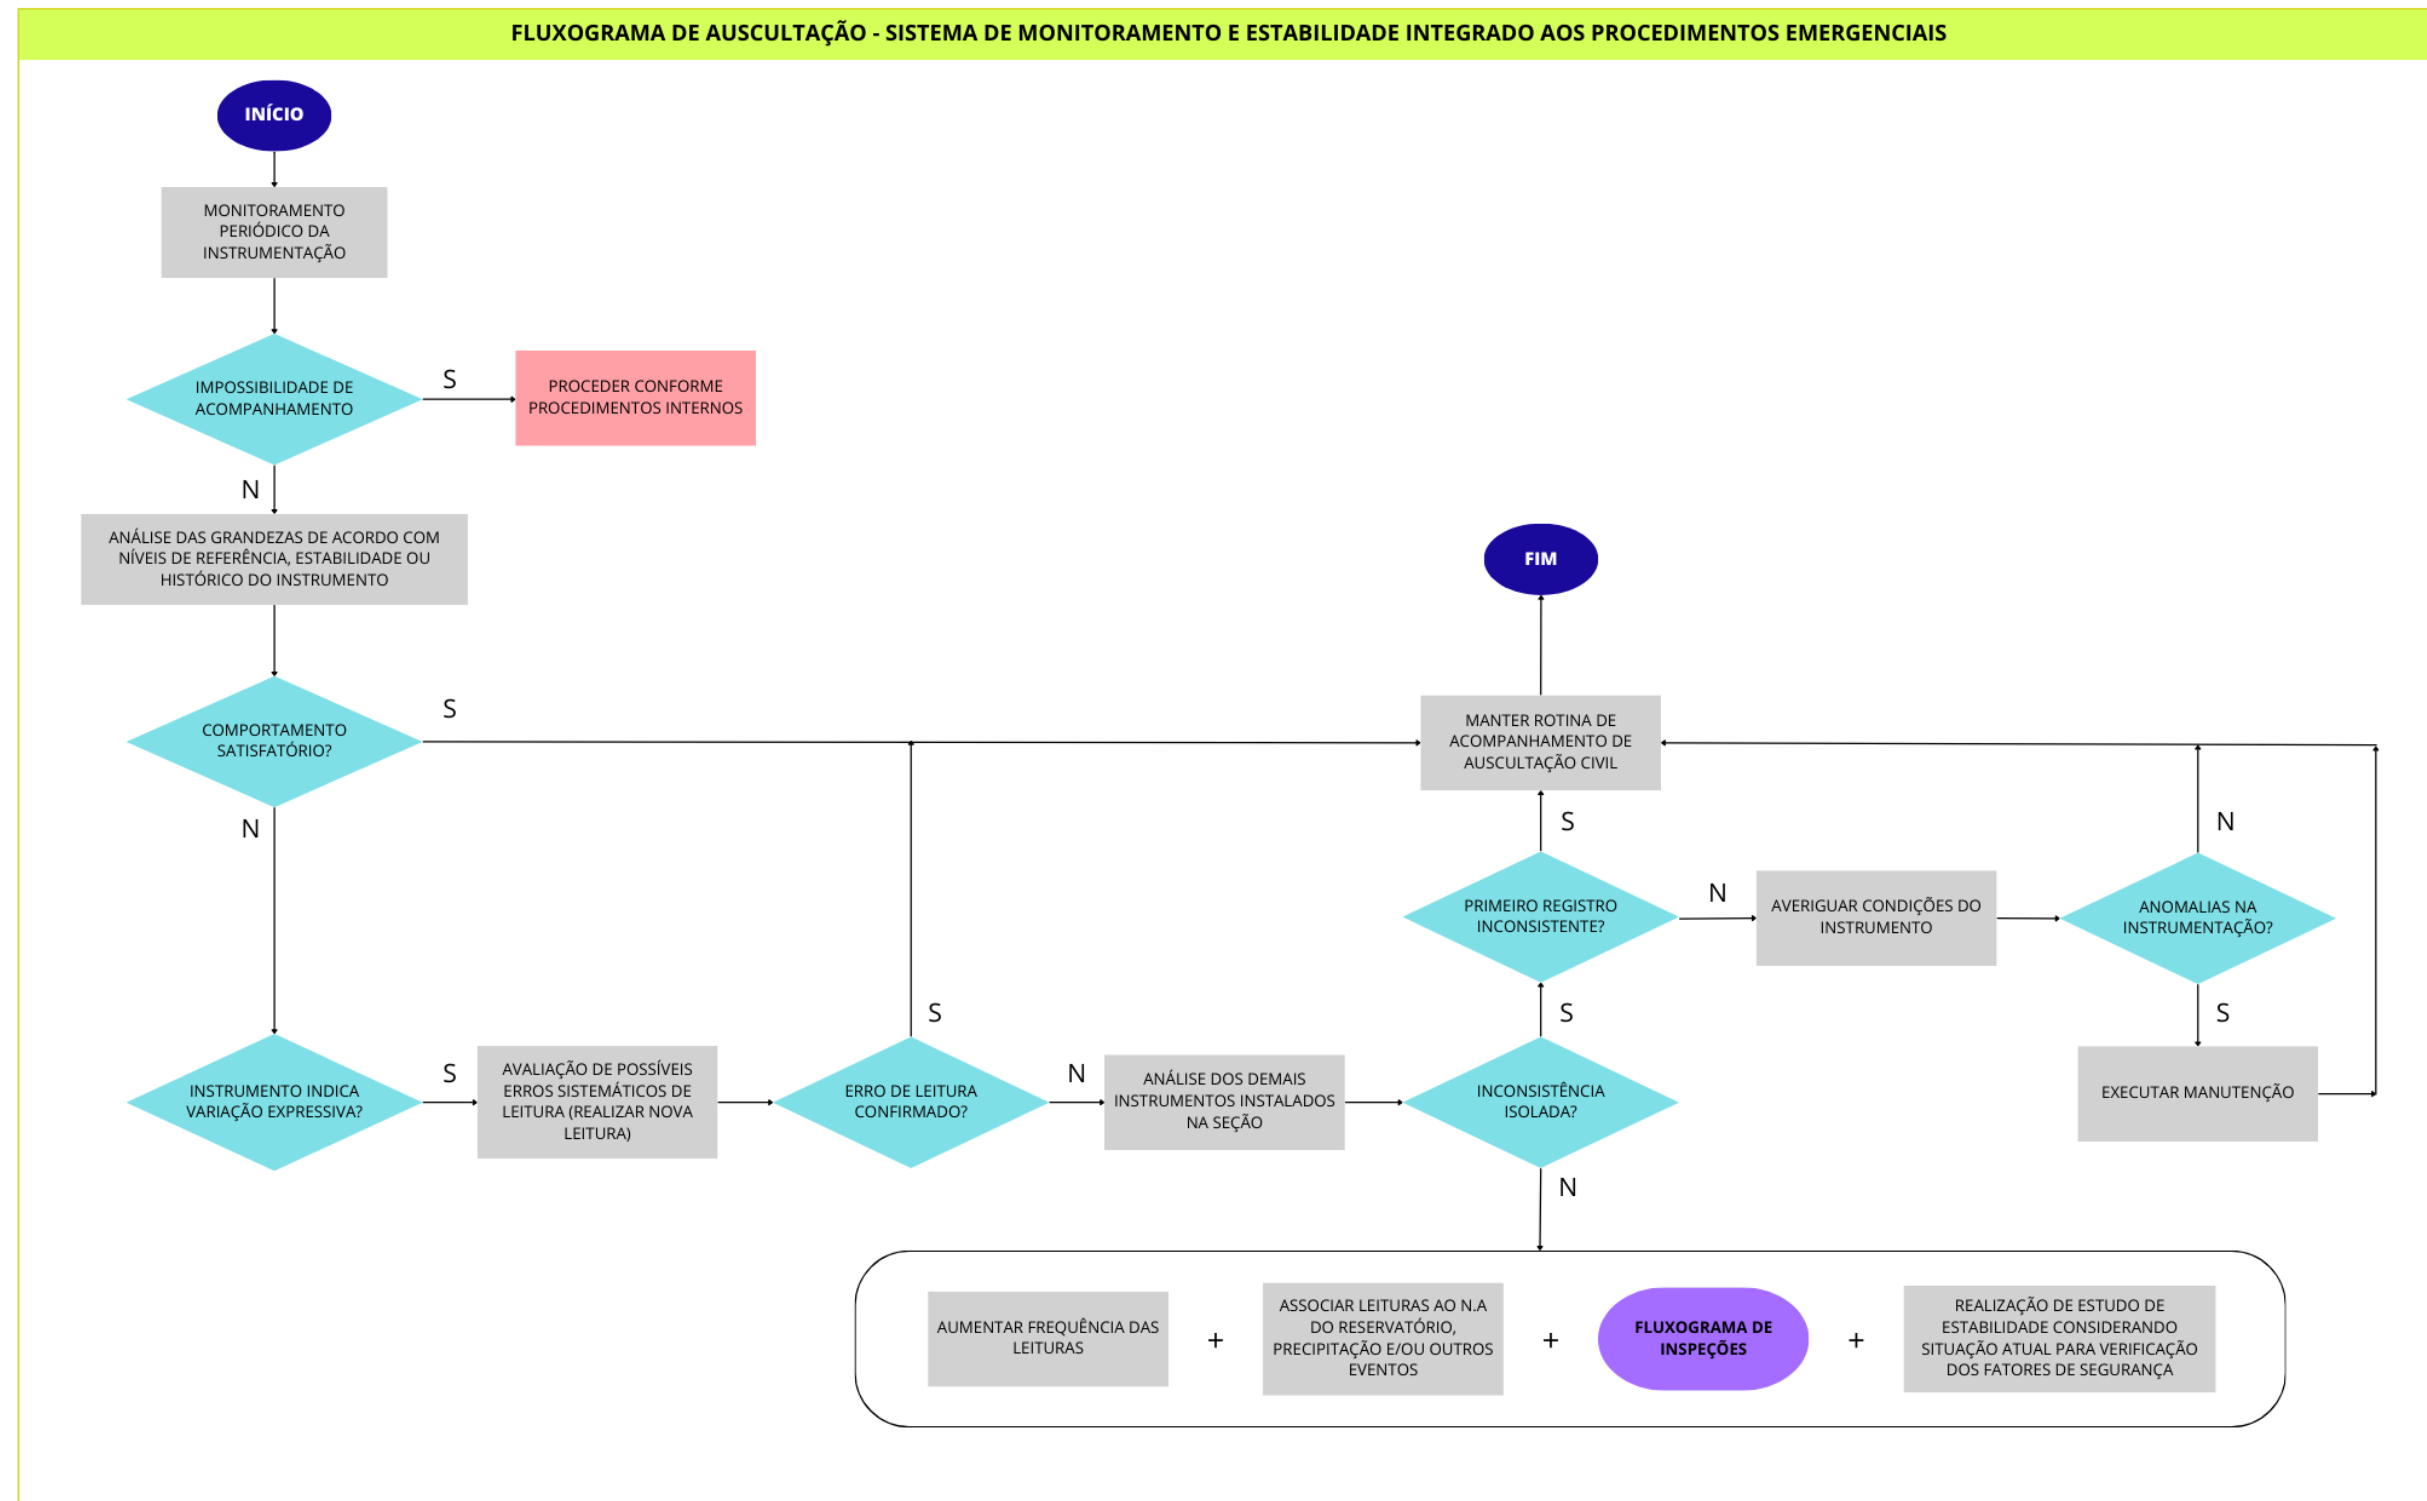 FLUXOGRAMA DE AUSCULTAÇÃO - SISTEMA DE MONITORAMENTO E ESTABILIDADE INTEGRADO AOS PROCEDIMENTOS EMERGENCIAIS
INÍCIO
MONITORAMENTO
PERIÓDICO DA
INSTRUMENTAÇÃO
IMPOSSIBILIDADE DE
ACOMPANHAMENTO
S
PROCEDER CONFORME
PROCEDIMENTOS INTERNOS
N
ANÁLISE DAS GRANDEZAS DE ACORDO COM
NÍVEIS DE REFERÊNCIA, ESTABILIDADE OU
HISTÓRICO DO INSTRUMENTO
FIM
COMPORTAMENTO
SATISFATÓRIO?
S
MANTER ROTINA DE
ACOMPANHAMENTO DE
AUSCULTAÇÃO CIVIL
N
S
N
PRIMEIRO REGISTRO
INCONSISTENTE?
N
AVERIGUAR CONDIÇÕES DO
INSTRUMENTO
ANOMALIAS NA
INSTRUMENTAÇÃO?
S
S
S
INSTRUMENTO INDICA
VARIAÇÃO EXPRESSIVA?
S
AVALIAÇÃO DE POSSÍVEIS
ERROS SISTEMÁTICOS DE
LEITURA (REALIZAR NOVA
LEITURA)
ERRO DE LEITURA
CONFIRMADO?
N
ANÁLISE DOS DEMAIS
INSTRUMENTOS INSTALADOS
NA SEÇÃO
INCONSISTÊNCIA
ISOLADA?
EXECUTAR MANUTENÇÃO
N
AUMENTAR FREQUÊNCIA DAS
LEITURAS
+
ASSOCIAR LEITURAS AO N.A
DO RESERVATÓRIO,
PRECIPITAÇÃO E/OU OUTROS
EVENTOS
+
FLUXOGRAMA DE
INSPEÇÕES
+
REALIZAÇÃO DE ESTUDO DE
ESTABILIDADE CONSIDERANDO
SITUAÇÃO ATUAL PARA VERIFICAÇÃO
DOS FATORES DE SEGURANÇA